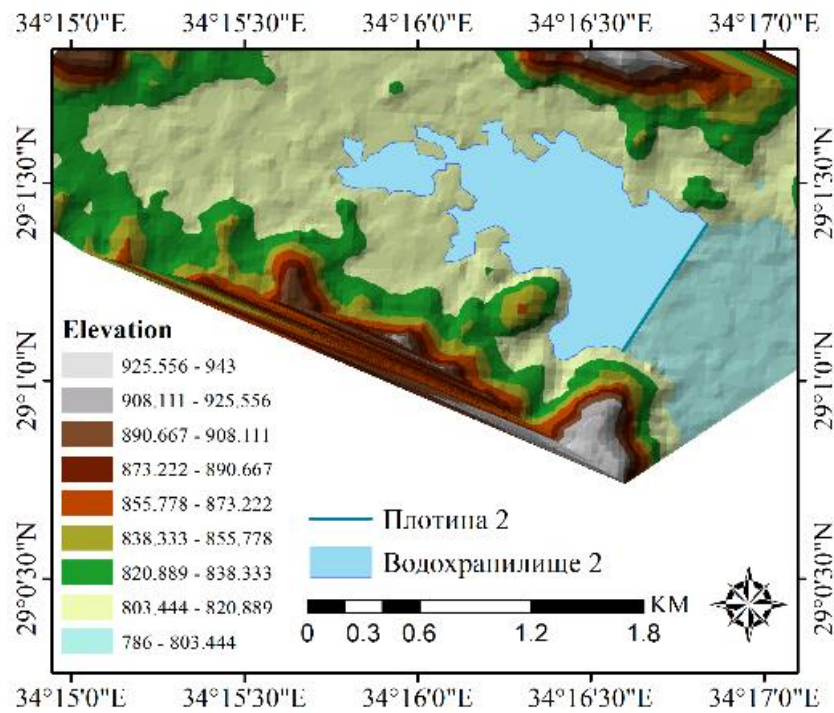 34°15'0"E 34°15'30"E 34°16'0"E 34°16'30"E 34°17'0"E
29°1'30"N 29°1'30"N
29°1'0"N 29°1'0"N
29°0'30"N 29°0'30"N
Elevation
925.556 - 943
908.111 - 925.556
890.667 - 908.111
873.222 - 890.667
855.778 - 873.222
838.333 - 855.778
820.889 - 838.333
803.444 - 820.889
786 - 803.444
Плотина 2
Водохранилище 2
KM
0 0.3 0.6 1.2 1.8
34°15'0"E 34°15'30"E 34°16'0"E 34°16'30"E 34°17'0"E